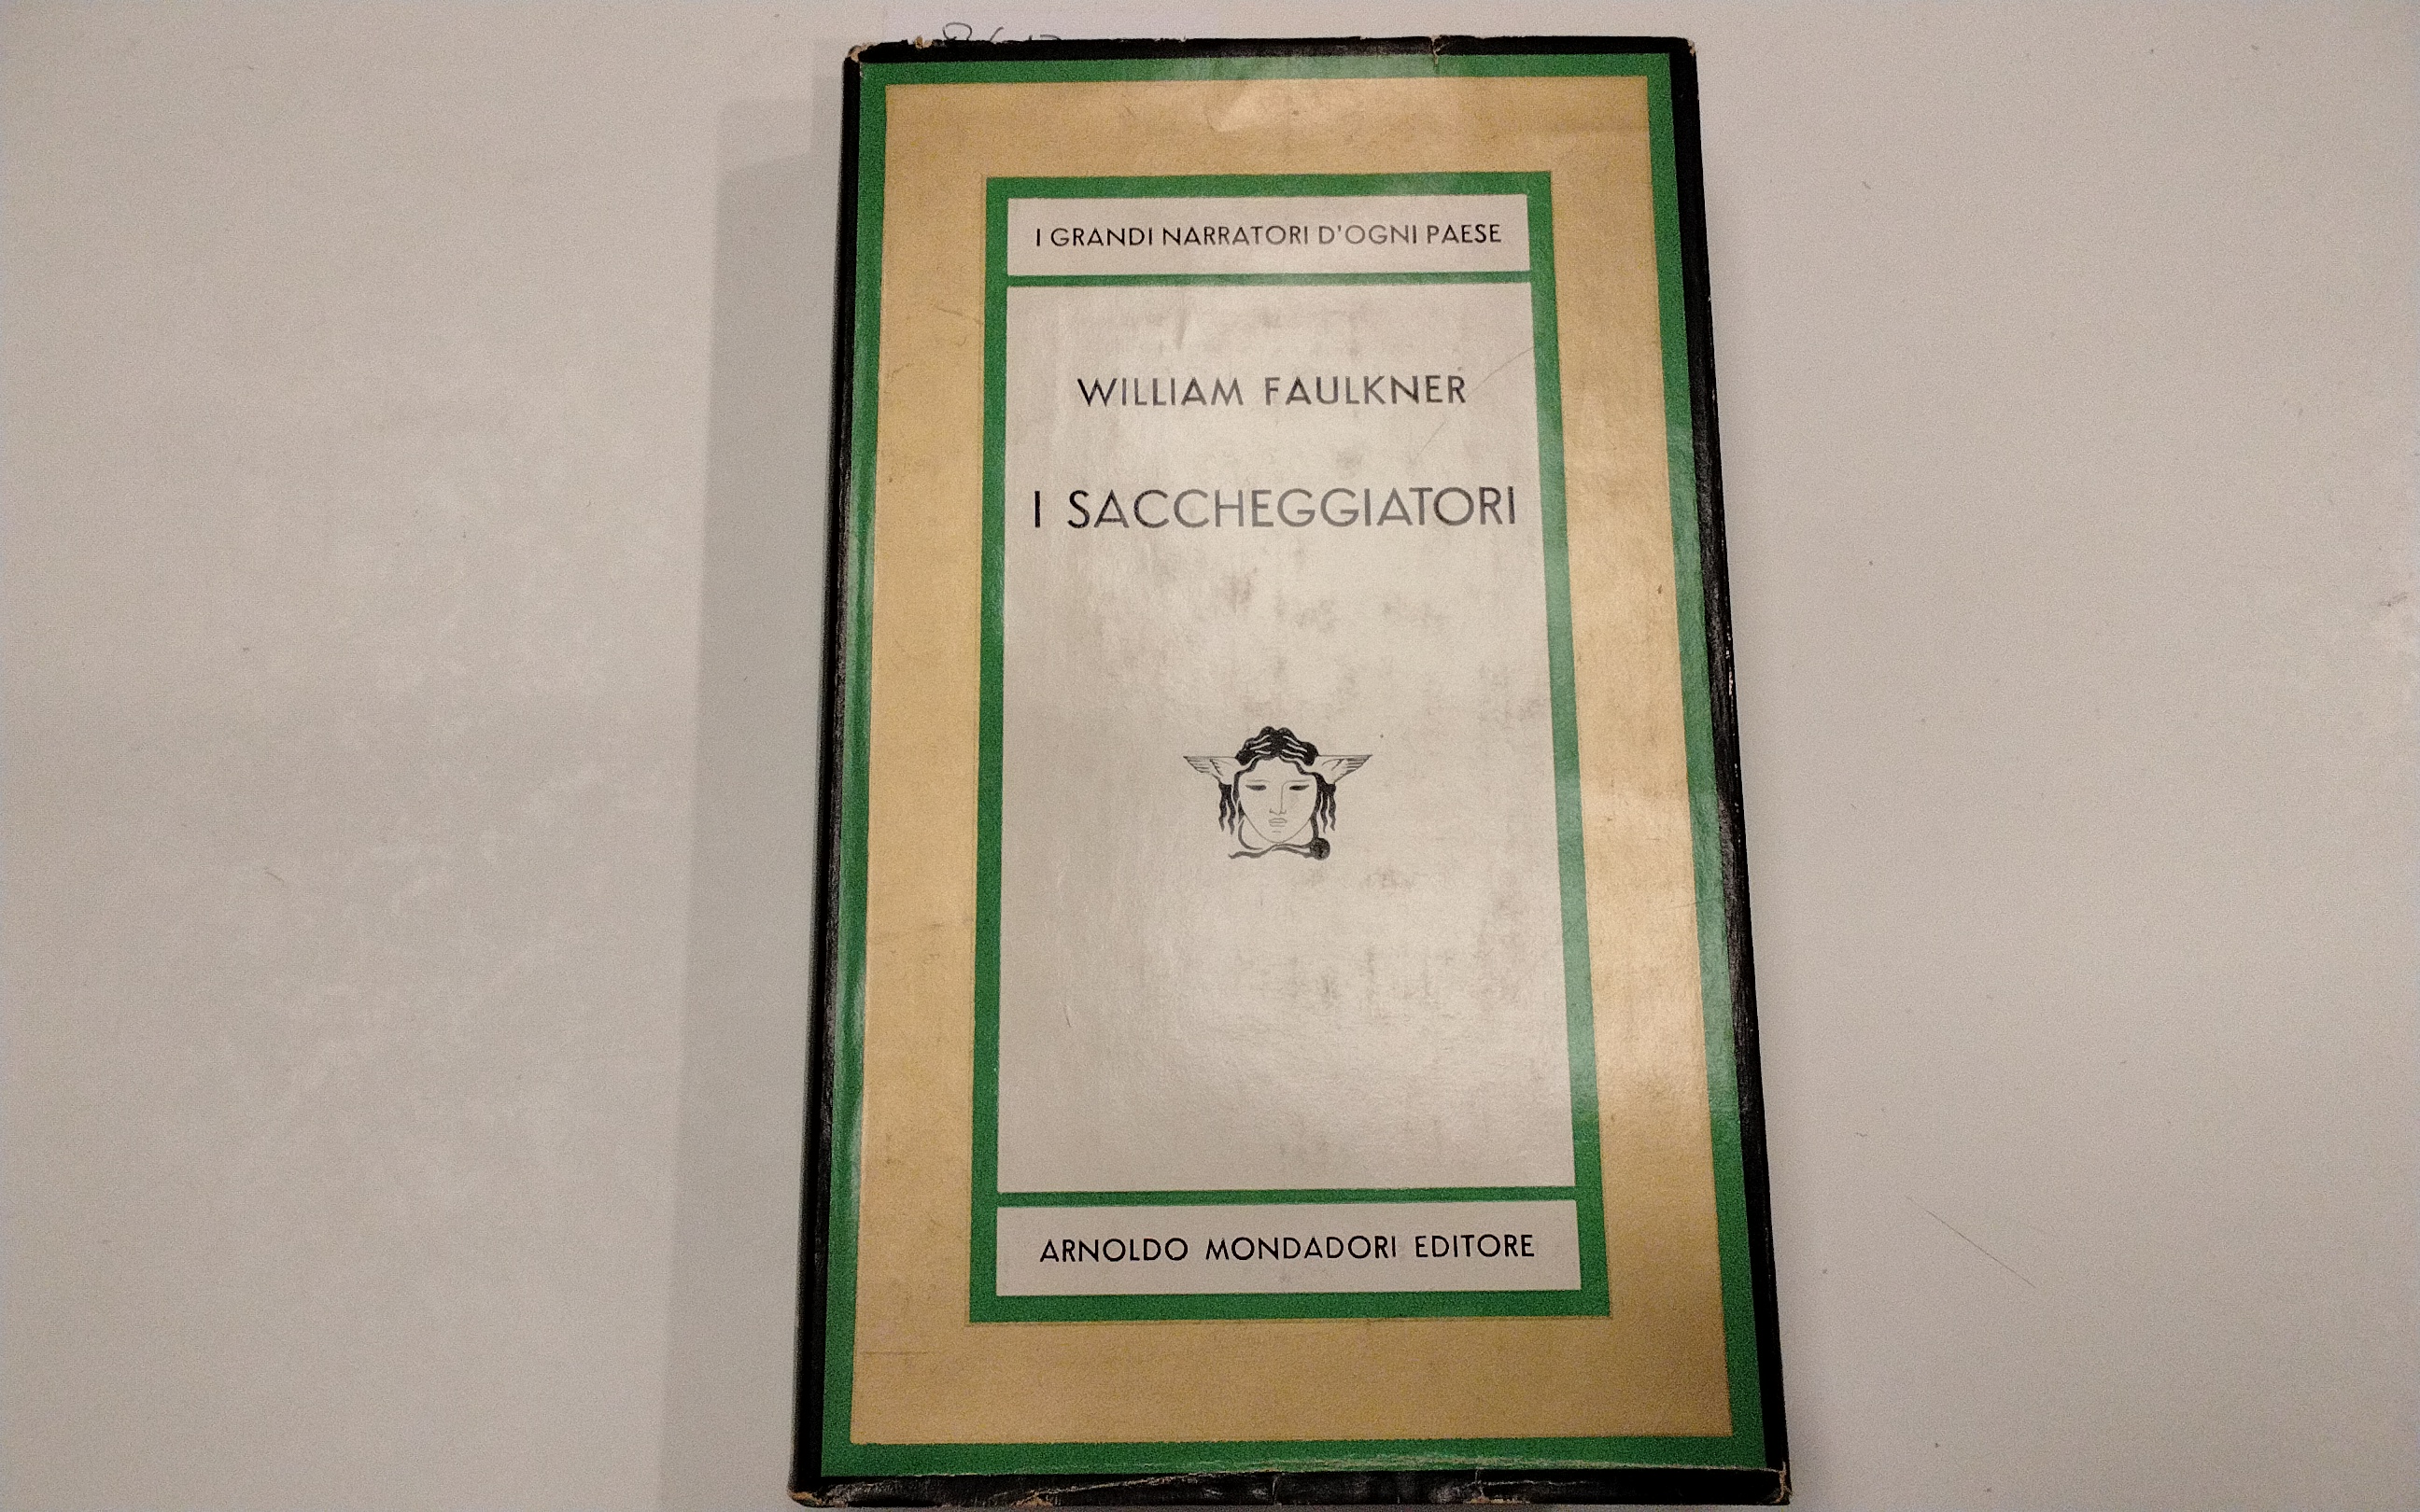 I GRANDI NARRATORI D'OGNI PAESE
WILLIAM FAULKNER
I SACCHEGGIATORI
ARNOLDO MONDADORI EDITORE